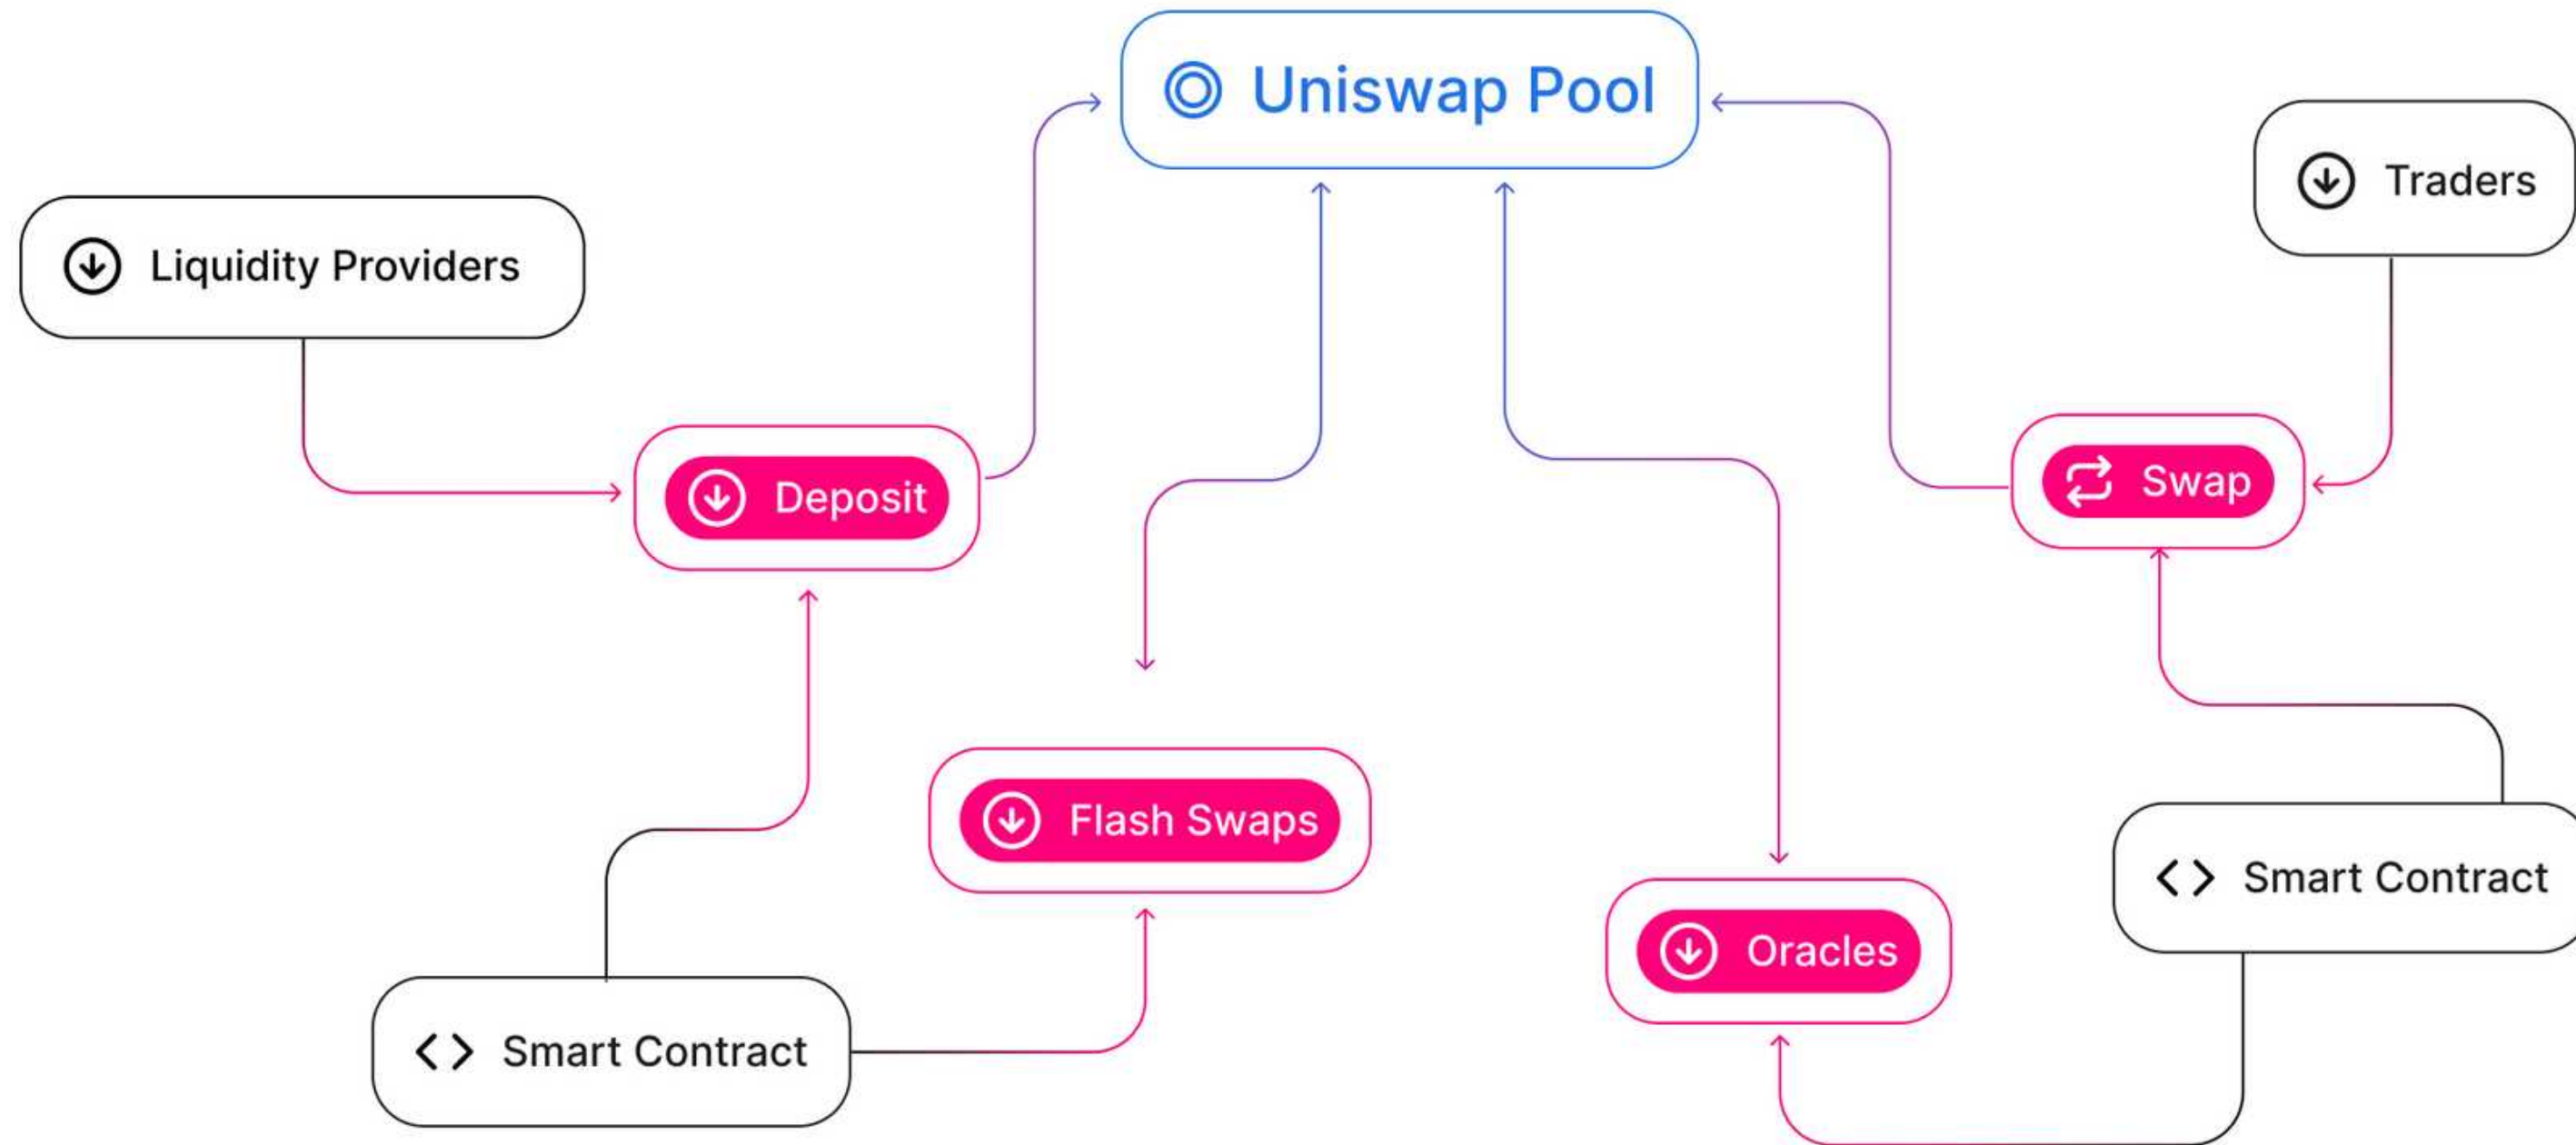 Uniswap Pool
Traders
Liquidity Providers
Swap
Deposit
Flash Swaps
Smart Contract
Oracles
Smart Contract